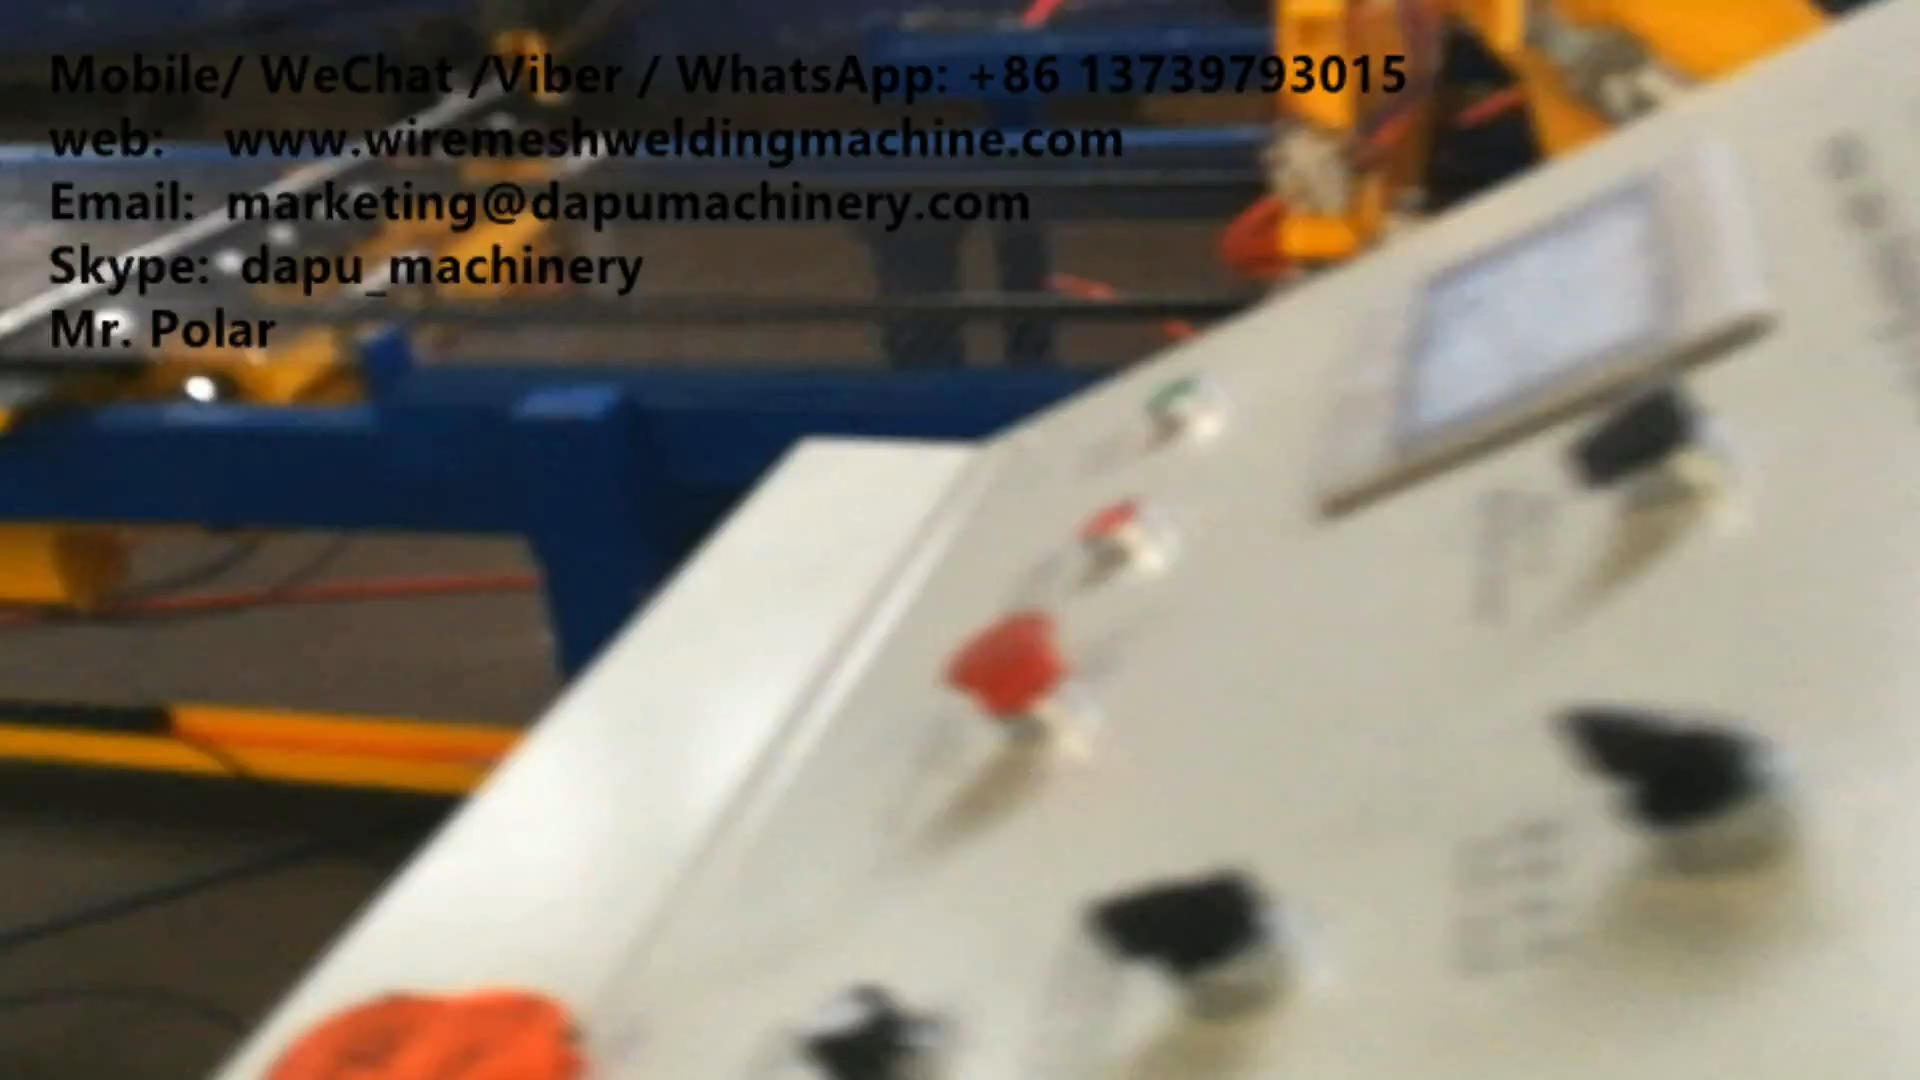 Mobile/ WeChat /Viber / WhatsApp: +86 13739793015
web: www.wiremeshweldingmachine.com
Email: marketing@dapumachinery.com
Skype: dapu_machinery
Mr. Polar